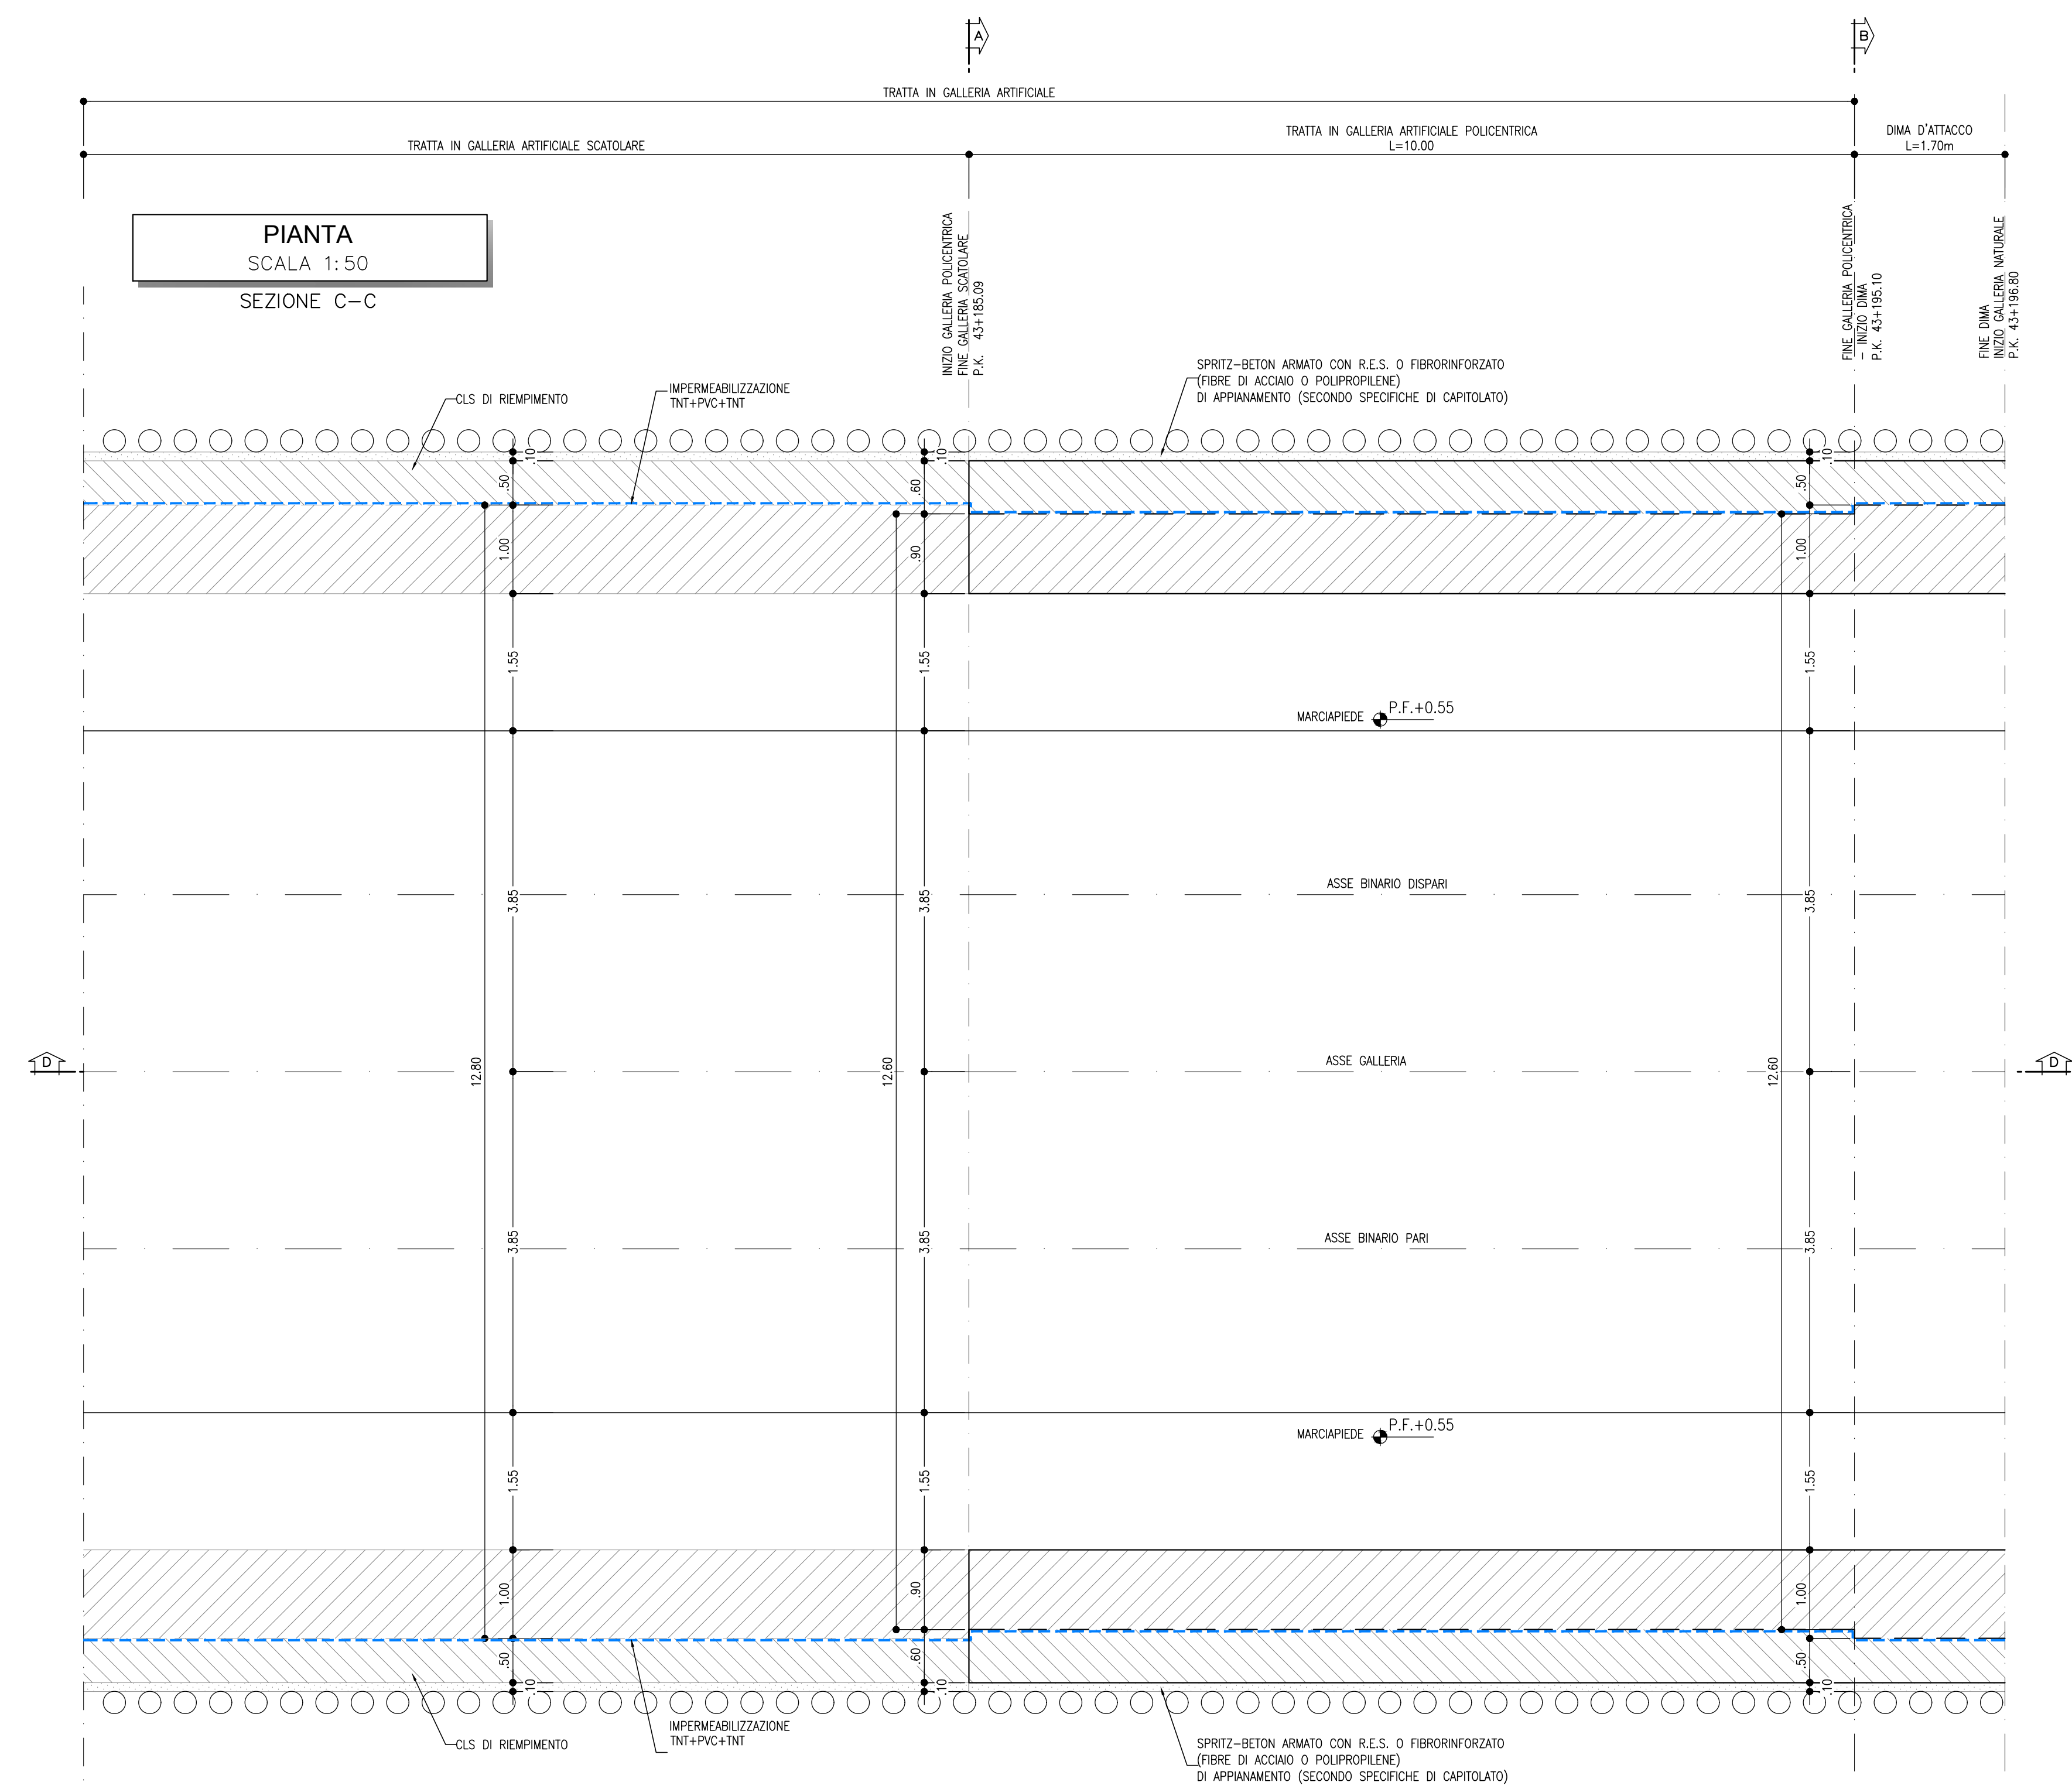 A
B
TRATTA IN GALLERIA ARTIFICIALE
TRATTA IN GALLERIA ARTIFICIALE SCATOLARE
TRATTA IN GALLERIA ARTIFICIALE POLICENTRICA
L=10.00
DIMA D'ATTACCO
L=1.70m
PIANTA
SCALA 1:50
SEZIONE C-C
INIZIO GALLERIA POLICENTRICA
FINE GALLERIA SCATOLARE
P.K. 43+185.09
FINE GALLERIA POLICENTRICA
- INIZIO DIMA
P.K. 43+195.10
FINE DIMA
INIZIO GALLERIA NATURALE
P.K. 43+196.80
CLS DI RIEMPIMENTO
IMPERMEABILIZZAZIONE
TNT+PVC+TNT
SPRITZ-BETON ARMATO CON R.E.S. O FIBRORINFORZATO
(FIBRE DI ACCIAIO O POLIPROPILENE)
DI APPIANAMENTO (SECONDO SPECIFICHE DI CAPITOLATO)
.10
.10
.10
.50
.60
.50
1.00
.90
1.00
1.55
1.55
1.55
MARCIAPIEDE
P.F.+0.55
ASSE BINARIO DISPARI
3.85
3.85
3.85
D
12.80
12.60
ASSE GALLERIA
12.60
D
3.85
3.85
ASSE BINARIO PARI
3.85
MARCIAPIEDE
P.F.+0.55
1.55
1.55
1.55
1.00
.90
1.00
.50
.60
.50
.10
.10
.10
CLS DI RIEMPIMENTO
IMPERMEABILIZZAZIONE
TNT+PVC+TNT
SPRITZ-BETON ARMATO CON R.E.S. O FIBRORINFORZATO
(FIBRE DI ACCIAIO O POLIPROPILENE)
DI APPIANAMENTO (SECONDO SPECIFICHE DI CAPITOLATO)